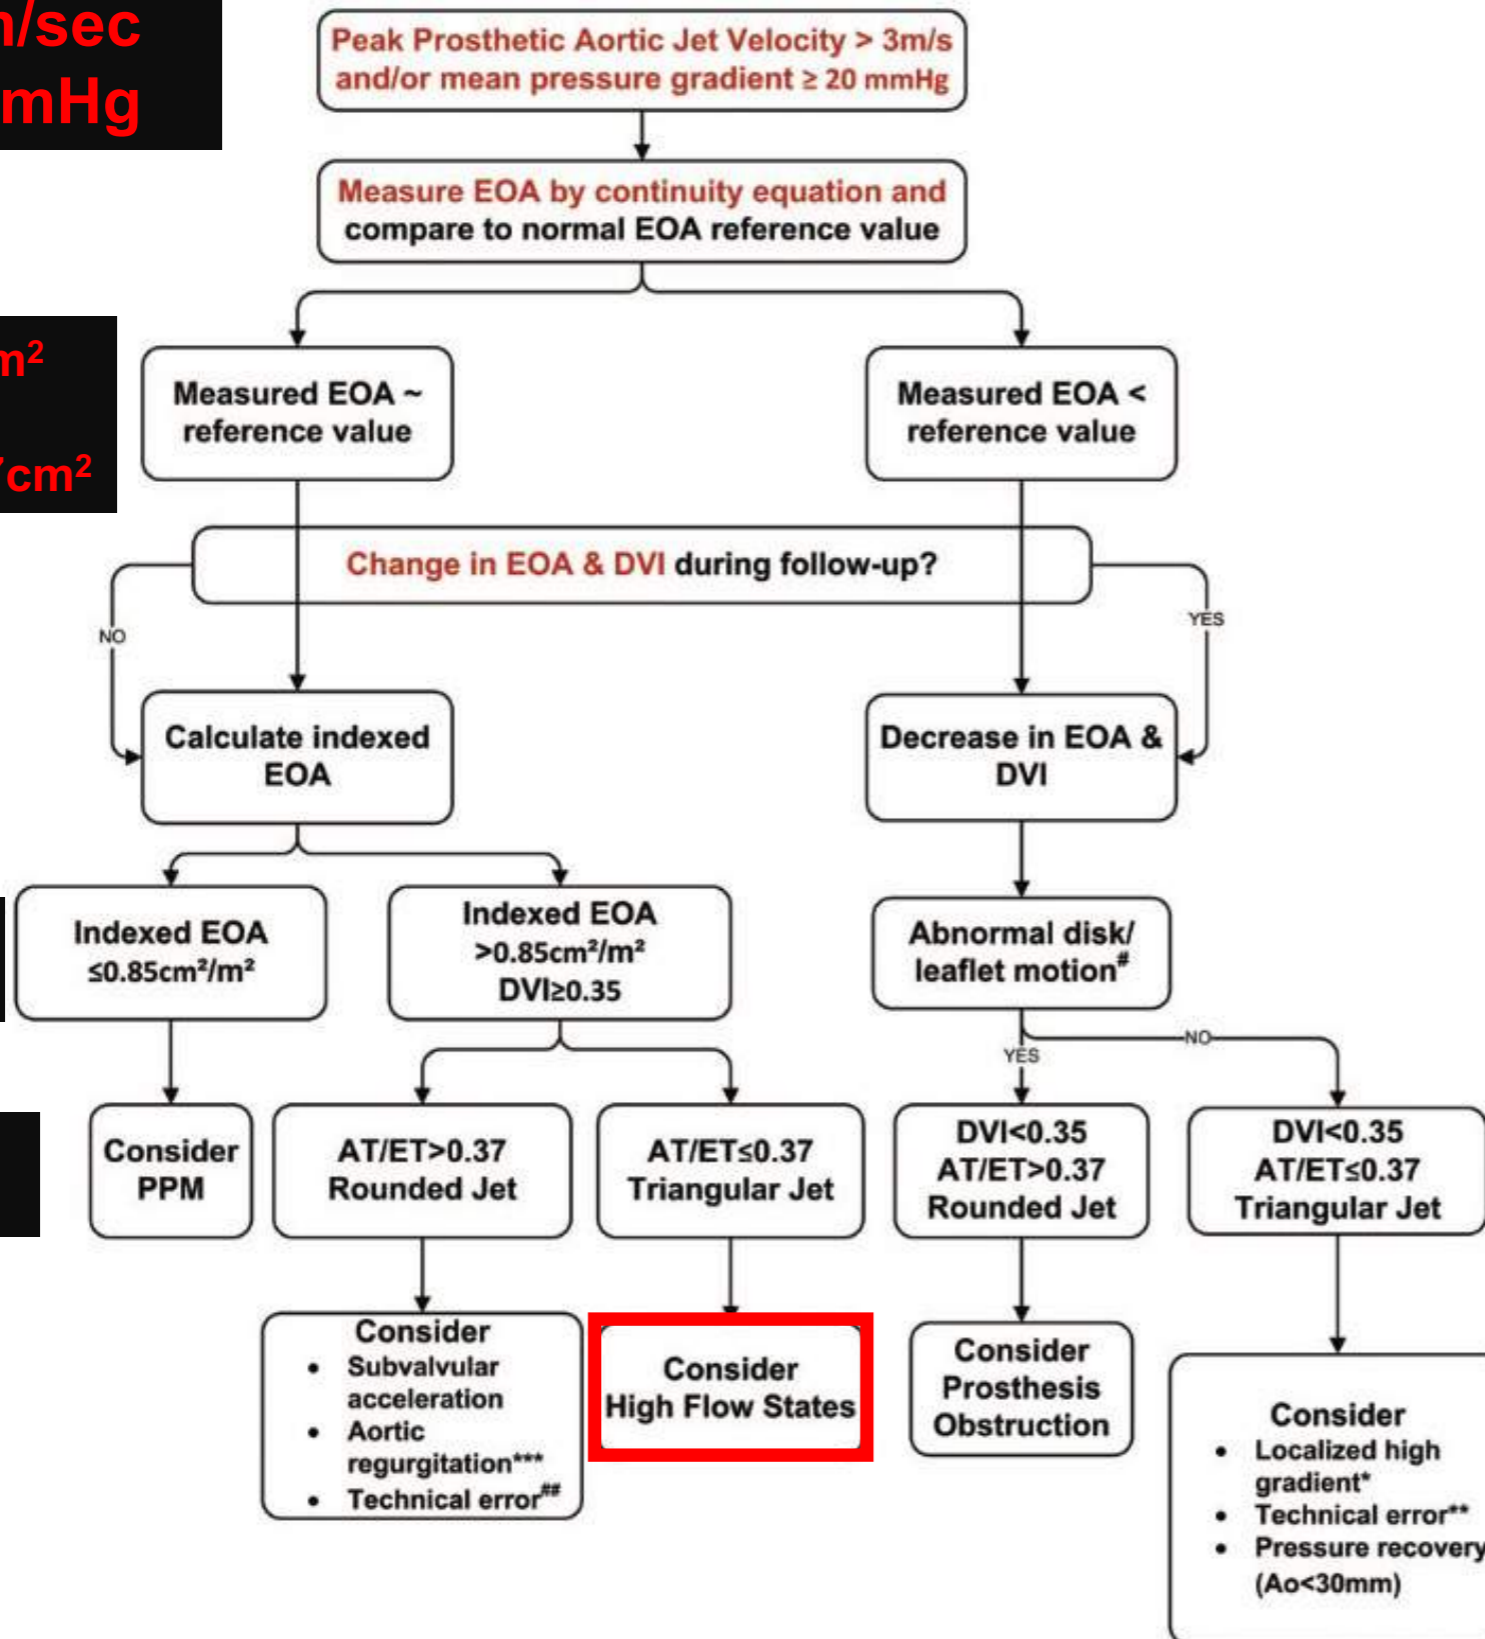 m/sec
mHg
Peak Prosthetic Aortic Jet Velocity > 3m/s
and/or mean pressure gradient ≥ 20 mmHg
Measure EOA by continuity equation and
compare to normal EOA reference value
m²
7cm²
Measured EOA ~
reference value
Measured EOA <
reference value
Change in EOA & DVI during follow-up?
NO
YES
Calculate indexed
EOA
Decrease in EOA &
DVI
Indexed EOA
≤0.85cm²/m²
Indexed EOA
>0.85cm²/m²
DVI≥0.35
Abnormal disk/
leaflet motion#
YES
NO
Consider
PPM
AT/ET>0.37
Rounded Jet
AT/ET≤0.37
Triangular Jet
DVI<0.35
AT/ET>0.37
Rounded Jet
DVI<0.35
AT/ET≤0.37
Triangular Jet
Consider
• Subvalvular
acceleration
• Aortic
regurgitation***
• Technical error##
Consider
High Flow States
Consider
Prosthesis
Obstruction
Consider
• Localized high
gradient*
• Technical error**
• Pressure recovery
(Ao<30mm)